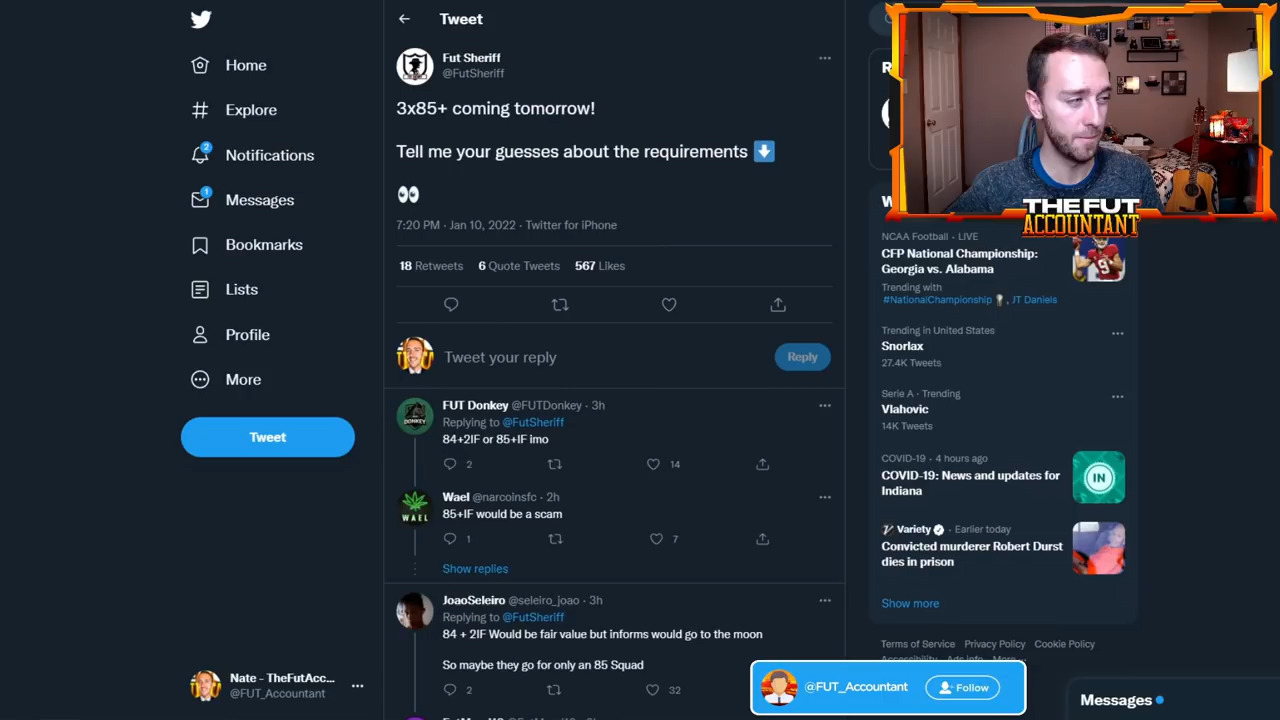 Tweet
Fut Sheriff
@FutSheriff
3x85+ coming tomorrow!
Tell me your guesses about the requirements ⬇️
👀
7:20 PM · Jan 10, 2022 · Twitter for iPhone
18 Retweets 6 Quote Tweets 567 Likes
Tweet your reply
Reply
FUT Donkey @FUTDonkey · 3h
Replying to @FutSheriff
84+2IF or 85+IF imo
2 14
Wael @narcoinsfc · 2h
85+IF would be a scam
1 7
Show replies
JoaoSeleiro @seleiro_joao · 3h
Replying to @FutSheriff
84 + 2IF Would be fair value but informs would go to the moon
So maybe they go for only an 85 Squad
2 32
Home
Explore
2
Notifications
1
Messages
Bookmarks
Lists
Profile
More
Tweet
Nate - TheFutAcc...
@FUT_Accountant
THE FUT
ACCOUNTANT
NCAA Football · LIVE
CFP National Championship:
Georgia vs. Alabama
Trending with
#NationalChampionship , JT Daniels
Trending in United States
Snorlax
27.4K Tweets
Serie A · Trending
Vlahovic
14K Tweets
COVID-19 · 4 hours ago
COVID-19: News and updates for
Indiana
IN
Variety · Earlier today
Convicted murderer Robert Durst
dies in prison
Show more
Terms of Service Privacy Policy Cookie Policy
@FUT_Accountant
Follow
Messages